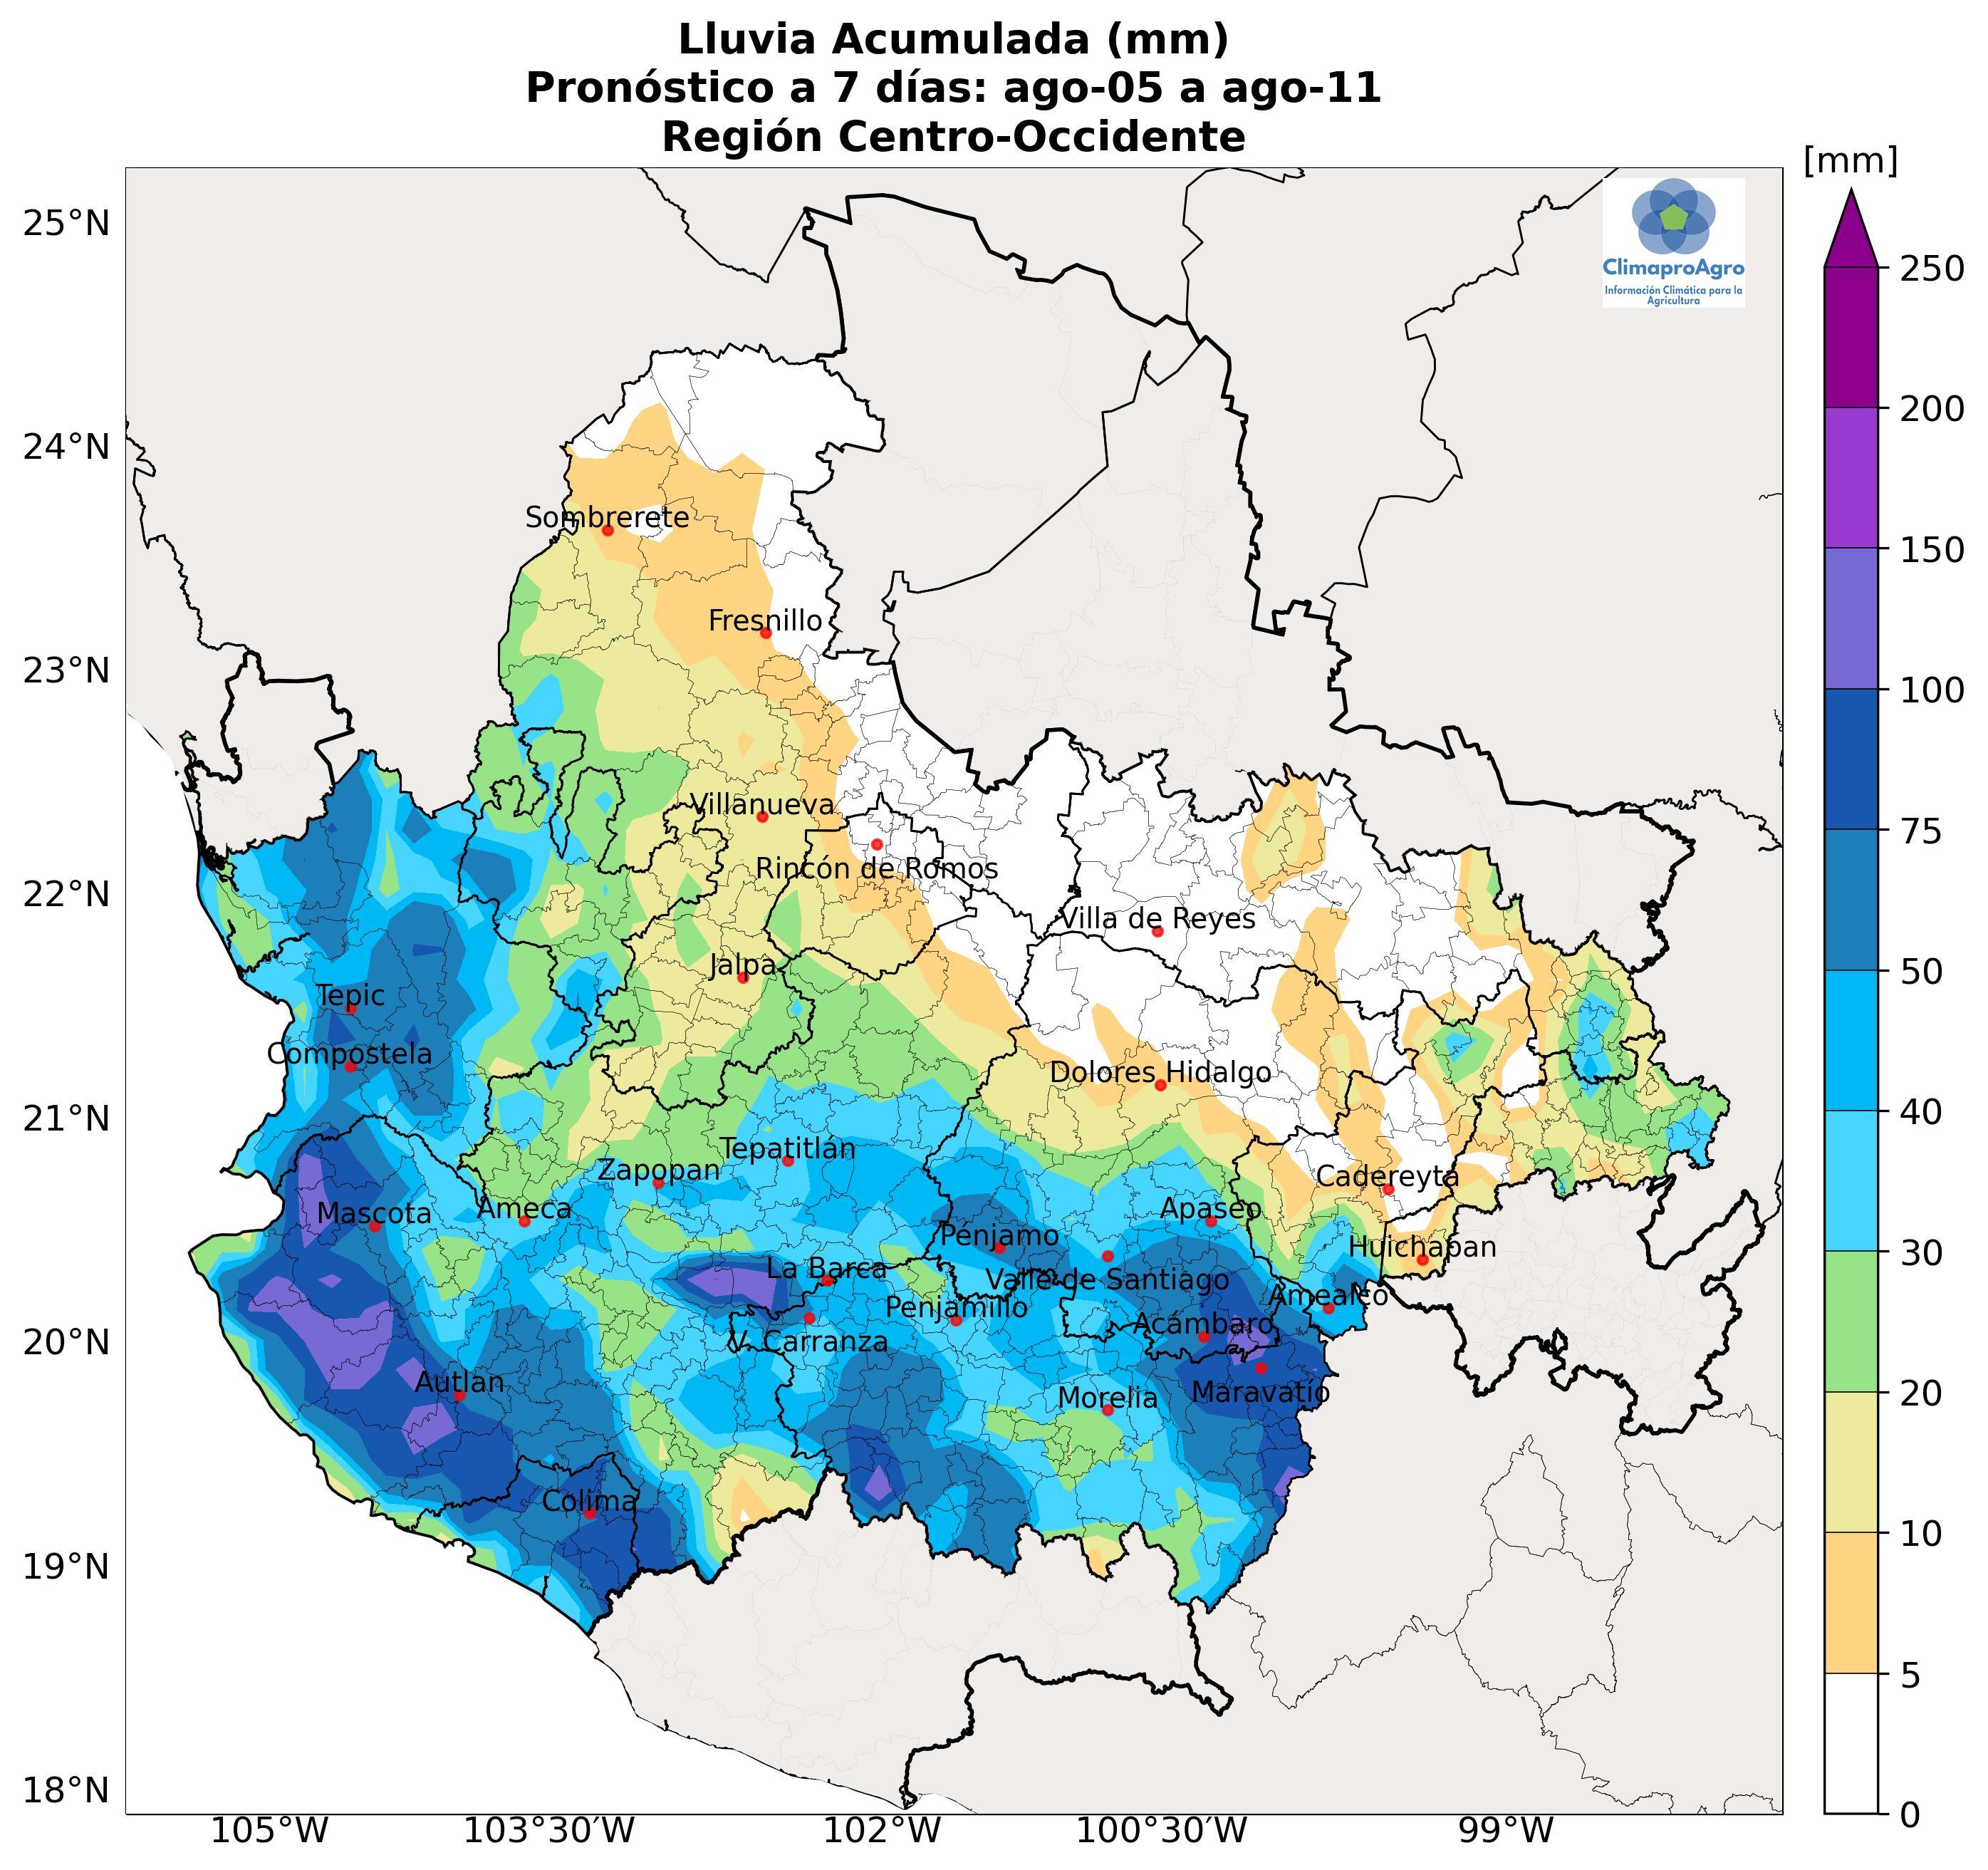 Lluvia Acumulada (mm)
Pronóstico a 7 días: ago-05 a ago-11
Región Centro-Occidente
[mm]
ClimaproAgro
Información Climática para la
Agricultura
25°N
24°N
23°N
22°N
21°N
20°N
19°N
18°N
250
200
150
100
75
50
40
30
20
10
5
0
Sombrerete
Fresnillo
Villanueva
Rincón de Romos
Villa de Reyes
Jalpa
Tepic
Compostela
Dolores Hidalgo
Tepatitlán
Zapopan
Cadereyta
Mascota
Ameca
Apaseo
Penjamo
Huichapan
La Barca
Valle de Santiago
Amealco
Penjamillo
Acámbaro
V. Carranza
Autlan
Morelia
Maravatío
Colima
105°W
103°30'W
102°W
100°30'W
99°W